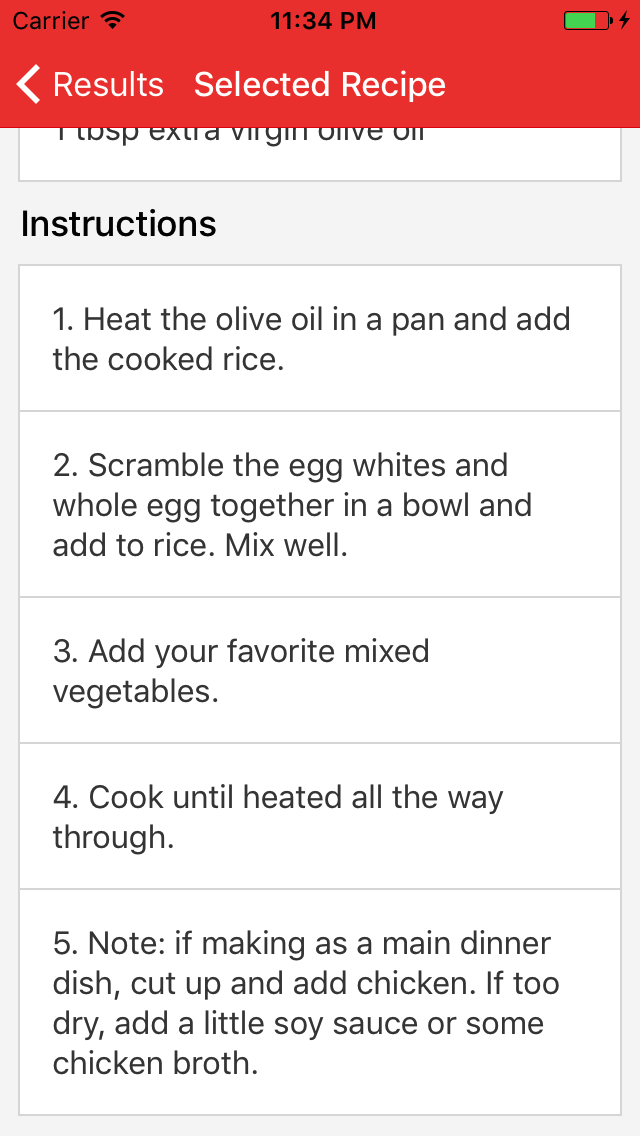 Carrier 11:34 PM
Results Selected Recipe
1 tbsp extra virgin olive oil
Instructions
1. Heat the olive oil in a pan and add
the cooked rice.
2. Scramble the egg whites and
whole egg together in a bowl and
add to rice. Mix well.
3. Add your favorite mixed
vegetables.
4. Cook until heated all the way
through.
5. Note: if making as a main dinner
dish, cut up and add chicken. If too
dry, add a little soy sauce or some
chicken broth.